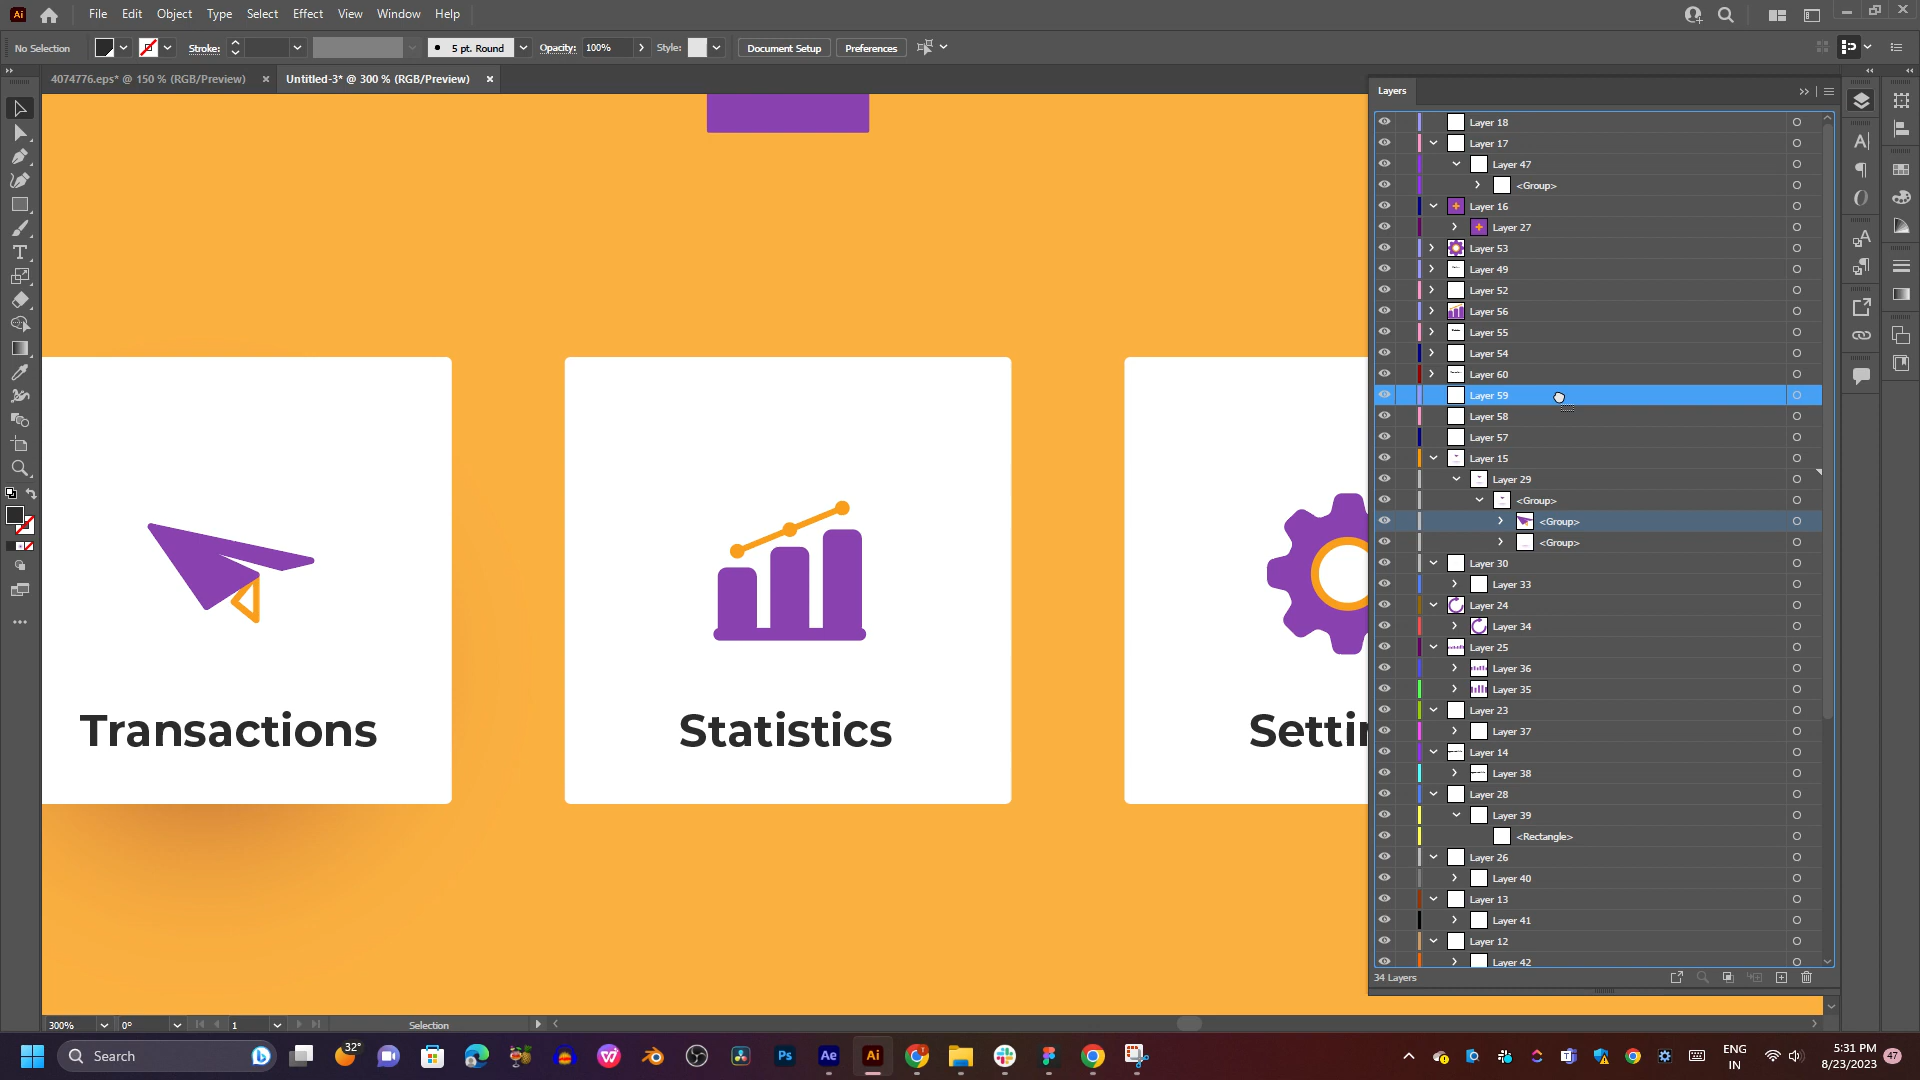 Ai File Edit Object Type Select Effect View Window Help
No Selection Stroke: 5 pt. Round Opacity: 100% Style: Document Setup Preferences
4074776.eps* @ 150 % (RGB/Preview) × Untitled-3* @ 300 % (RGB/Preview) ×
Layers
Layer 18
Layer 17
Layer 47
<Group>
Layer 16
Layer 27
Layer 53
Layer 49
Layer 52
Layer 56
Layer 55
Layer 54
Layer 60
Layer 59
Layer 58
Layer 57
Layer 15
Layer 29
<Group>
<Group>
<Group>
Layer 30
Layer 33
Layer 24
Layer 34
Layer 25
Layer 36
Layer 35
Layer 23
Layer 37
Layer 14
Layer 38
Layer 28
Layer 39
<Rectangle>
Layer 26
Layer 40
Layer 13
Layer 41
Layer 12
Layer 42
34 Layers
Transactions
Statistics
Settin
300% 0° 1 Selection
Search
32°
Ps Ae Ai
ENG
IN
5:31 PM
8/23/2023
47